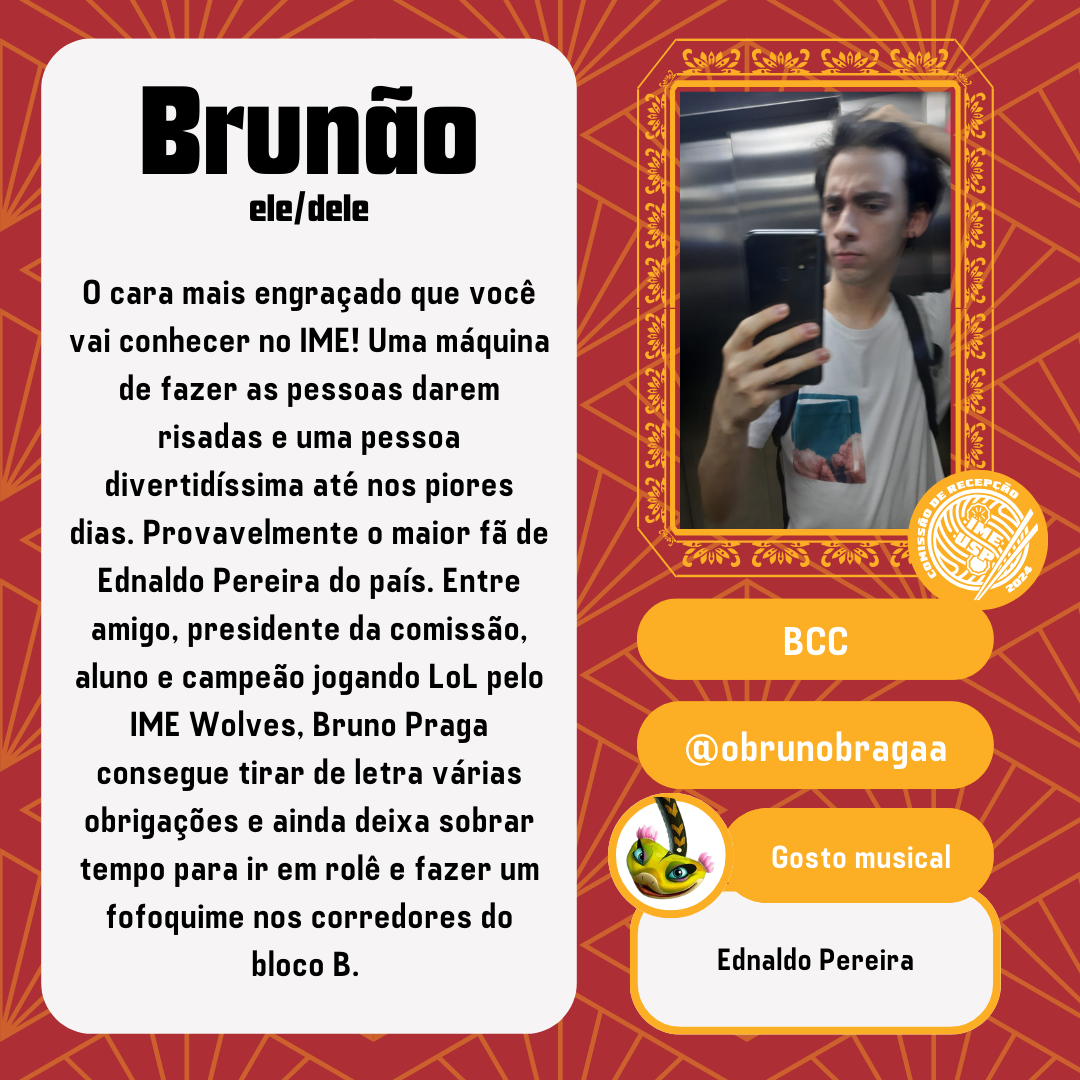 Brunão
ele/dele
O cara mais engraçado que você
vai conhecer no IME! Uma máquina
de fazer as pessoas darem
risadas e uma pessoa
divertidíssima até nos piores
dias. Provavelmente o maior fã de
Ednaldo Pereira do país. Entre
amigo, presidente da comissão,
aluno e campeão jogando LoL pelo
IME Wolves, Bruno Praga
consegue tirar de letra várias
obrigações e ainda deixa sobrar
tempo para ir em rolê e fazer um
fofoquime nos corredores do
bloco B.
COMISSÃO DE RECEPÇÃO
IME
USP
2024
BCC
@obrunobragaa
Gosto musical
Ednaldo Pereira